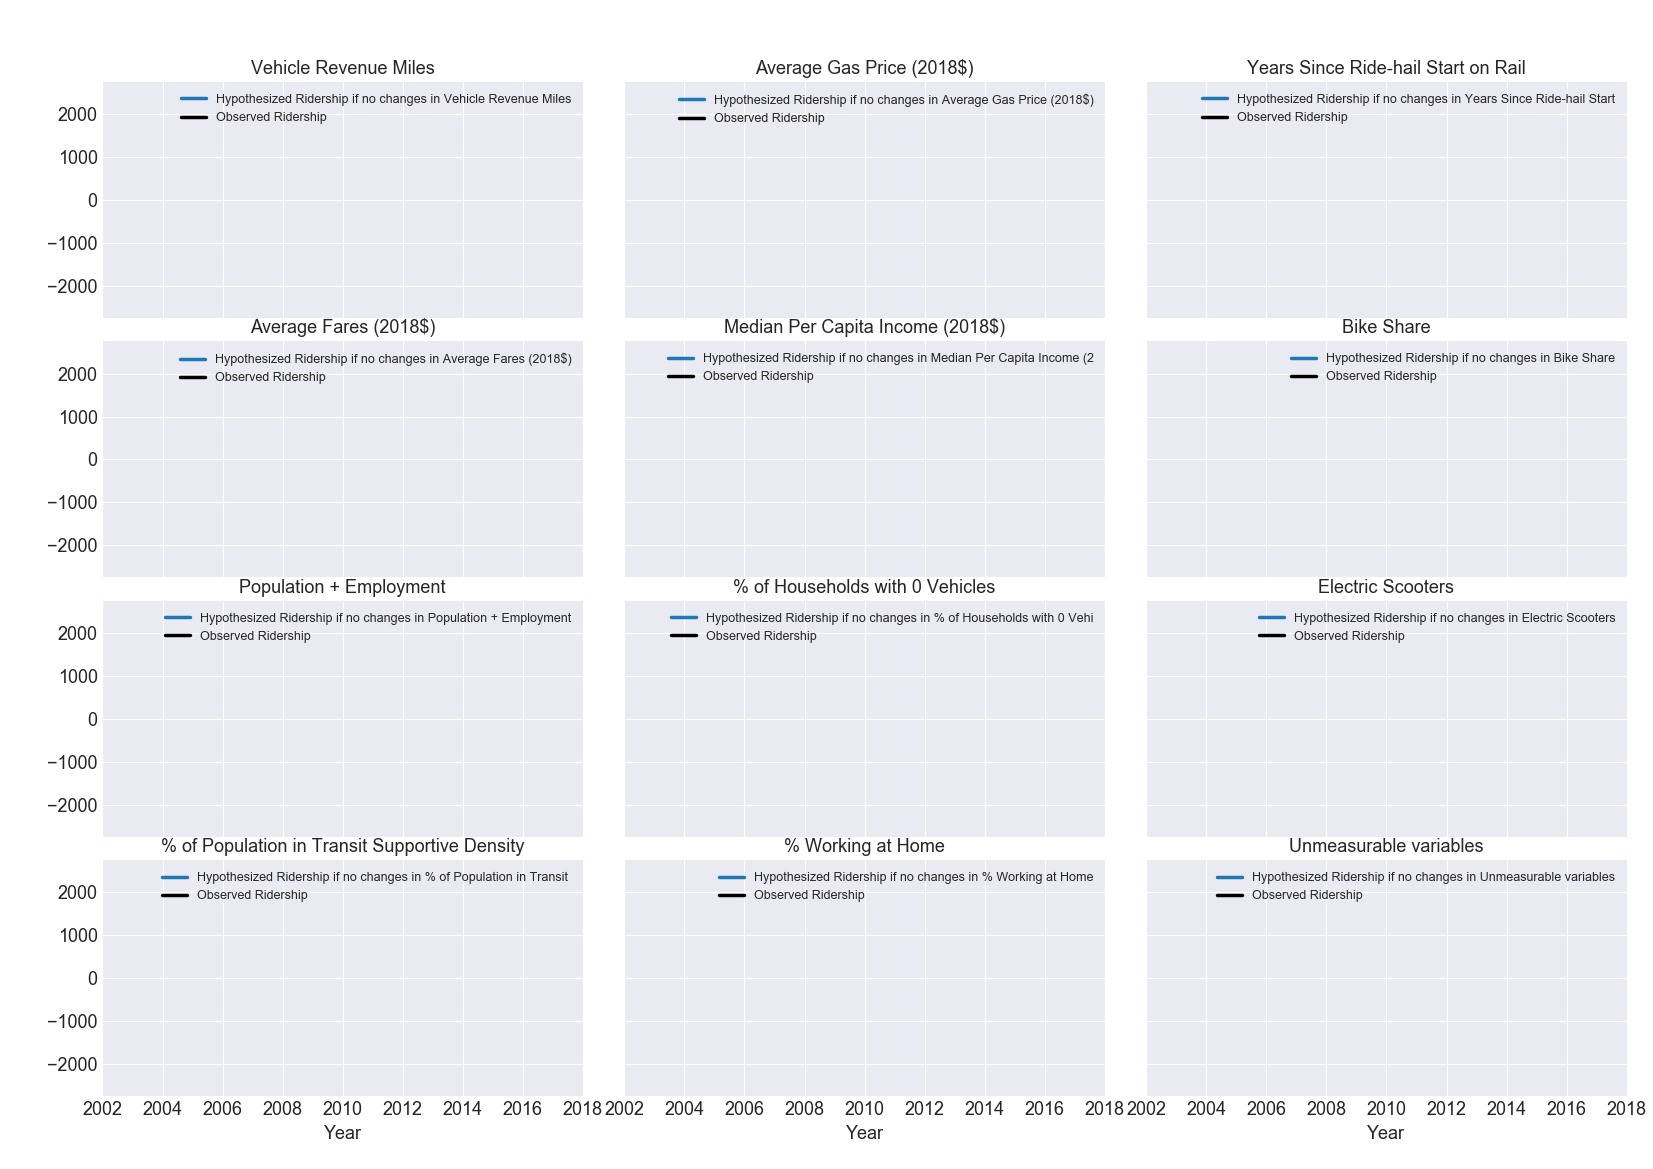 Vehicle Revenue Miles
Hypothesized Ridership if no changes in Vehicle Revenue Miles
Observed Ridership
2000
1000
0
−1000
−2000
Average Gas Price (2018$)
Hypothesized Ridership if no changes in Average Gas Price (2018$)
Observed Ridership
Years Since Ride-hail Start on Rail
Hypothesized Ridership if no changes in Years Since Ride-hail Start
Observed Ridership
Average Fares (2018$)
Hypothesized Ridership if no changes in Average Fares (2018$)
Observed Ridership
2000
1000
0
−1000
−2000
Median Per Capita Income (2018$)
Hypothesized Ridership if no changes in Median Per Capita Income (2
Observed Ridership
Bike Share
Hypothesized Ridership if no changes in Bike Share
Observed Ridership
Population + Employment
Hypothesized Ridership if no changes in Population + Employment
Observed Ridership
2000
1000
0
−1000
−2000
% of Households with 0 Vehicles
Hypothesized Ridership if no changes in % of Households with 0 Vehi
Observed Ridership
Electric Scooters
Hypothesized Ridership if no changes in Electric Scooters
Observed Ridership
% of Population in Transit Supportive Density
Hypothesized Ridership if no changes in % of Population in Transit
Observed Ridership
2000
1000
0
−1000
−2000
2002 2004 2006 2008 2010 2012 2014 2016 2018
Year
% Working at Home
Hypothesized Ridership if no changes in % Working at Home
Observed Ridership
2002 2004 2006 2008 2010 2012 2014 2016 2018
Year
Unmeasurable variables
Hypothesized Ridership if no changes in Unmeasurable variables
Observed Ridership
2002 2004 2006 2008 2010 2012 2014 2016 2018
Year